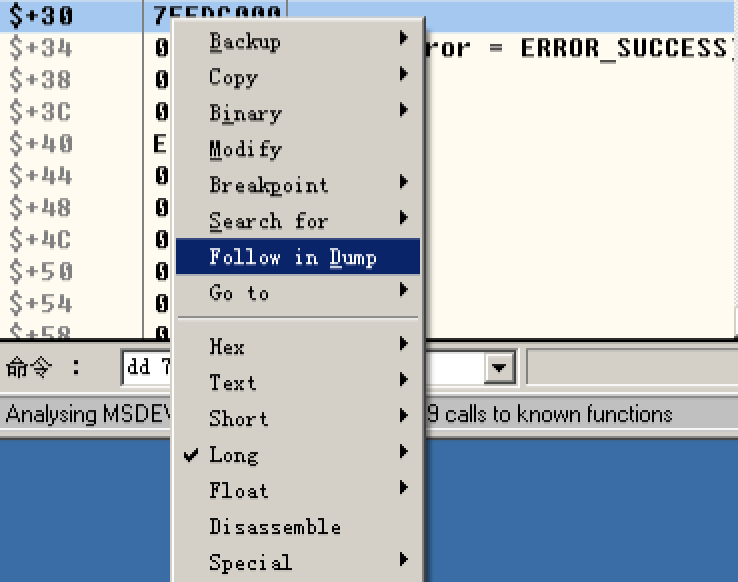 $+30 7EFDC000
$+34 0 ror = ERROR_SUCCESS)
$+38 0
$+3C 0
$+40 E
$+44 0
$+48 0
$+4C 0
$+50 0
$+54 0
$+58 0
Backup
Copy
Binary
Modify
Breakpoint
Search for
Follow in Dump
Go to
Hex
Text
Short
Long
Float
Disassemble
Special
命令 : dd 7
Analysing MSDEV 9 calls to known functions